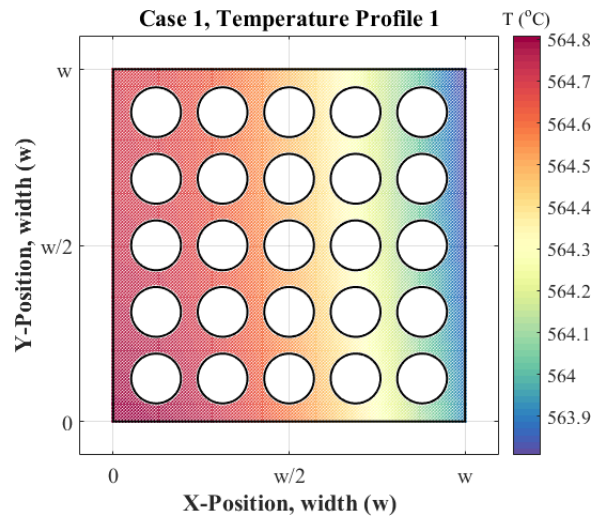 Case 1, Temperature Profile 1
T (°C)
w
w/2
0
Y-Position, width (w)
0 w/2 w
X-Position, width (w)
564.8
564.7
564.6
564.5
564.4
564.3
564.2
564.1
564
563.9